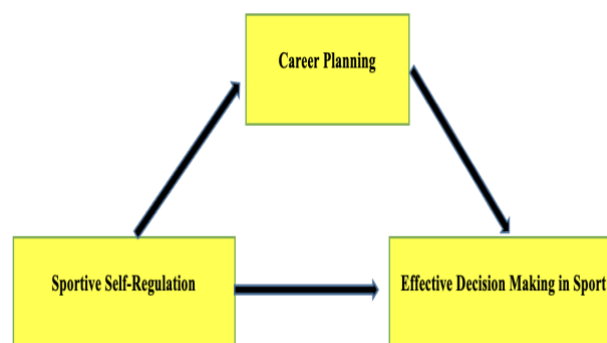 Career Planning
Sportive Self-Regulation
Effective Decision Making in Sport